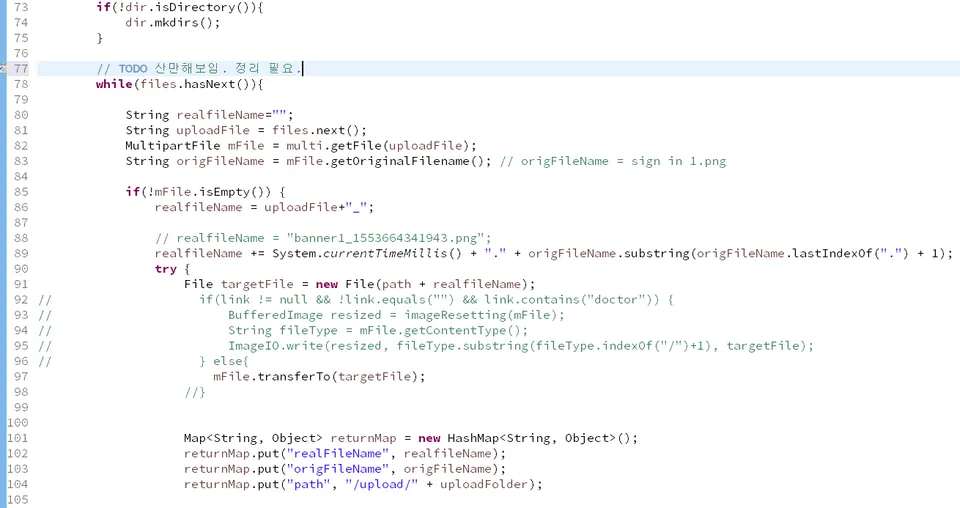 73 if(!dir.isDirectory()){
74 dir.mkdirs();
75 }
76
77 // TODO 산만해보임. 정리 필요.
78 while(files.hasNext()){
79
80 String realfileName="";
81 String uploadFile = files.next();
82 MultipartFile mFile = multi.getFile(uploadFile);
83 String origFileName = mFile.getOriginalFilename(); // origFileName = sign in 1.png
84
85 if(!mFile.isEmpty()) {
86 realfileName = uploadFile+"_";
87
88 // realfileName = "banner1_1553664341943.png";
89 realfileName += System.currentTimeMillis() + "." + origFileName.substring(origFileName.lastIndexOf(".") + 1);
90 try {
91 File targetFile = new File(path + realfileName);
92 // if(link != null && !link.equals("") && link.contains("doctor")) {
93 // BufferedImage resized = imageResetting(mFile);
94 // String fileType = mFile.getContentType();
95 // ImageIO.write(resized, fileType.substring(fileType.indexOf("/")+1), targetFile);
96 // } else{
97 mFile.transferTo(targetFile);
98 //}
99
100
101 Map<String, Object> returnMap = new HashMap<String, Object>();
102 returnMap.put("realFileName", realfileName);
103 returnMap.put("origFileName", origFileName);
104 returnMap.put("path", "/upload/" + uploadFolder);
105